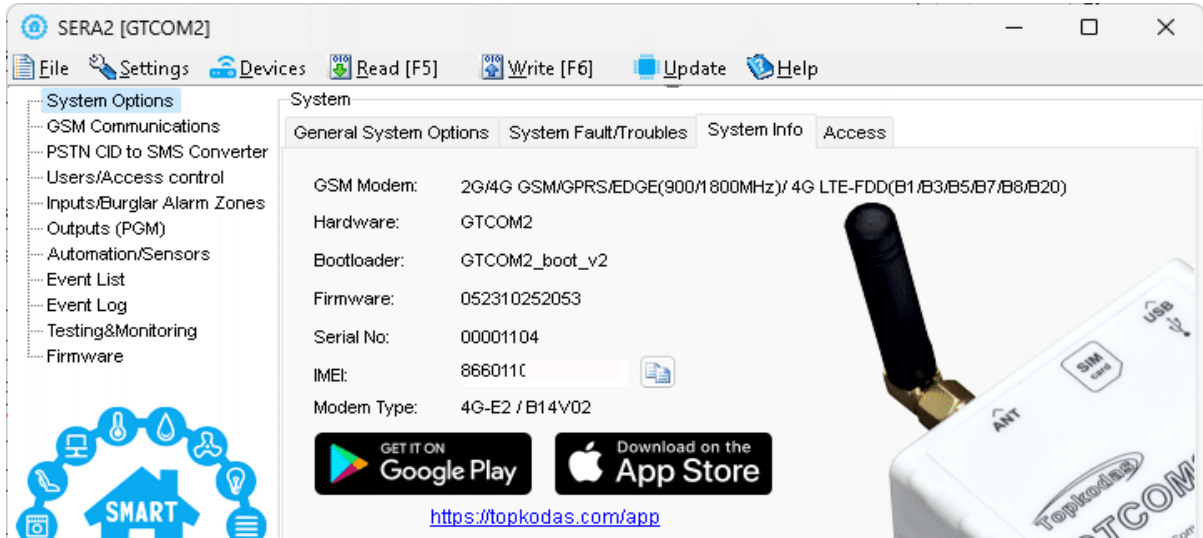 SERA2 [GTCOM2]
File Settings Devices Read [F5] Write [F6] Update Help
System Options
GSM Communications
PSTN CID to SMS Converter
Users/Access control
Inputs/Burglar Alarm Zones
Outputs (PGM)
Automation/Sensors
Event List
Event Log
Testing&Monitoring
Firmware
SMART
System
General System Options System Fault/Troubles System Info Access
GSM Modem: 2G/4G GSM/GPRS/EDGE(900/1800MHz)/ 4G LTE-FDD(B1/B3/B5/B7/B8/B20)
Hardware: GTCOM2
Bootloader: GTCOM2_boot_v2
Firmware: 052310252053
Serial No: 00001104
IMEI: 866011
Modem Type: 4G-E2 / B14V02
GET IT ON
Google Play
Download on the
App Store
https://topkodas.com/app
USB
SIM
card
ANT
Topkodas
GTCOM